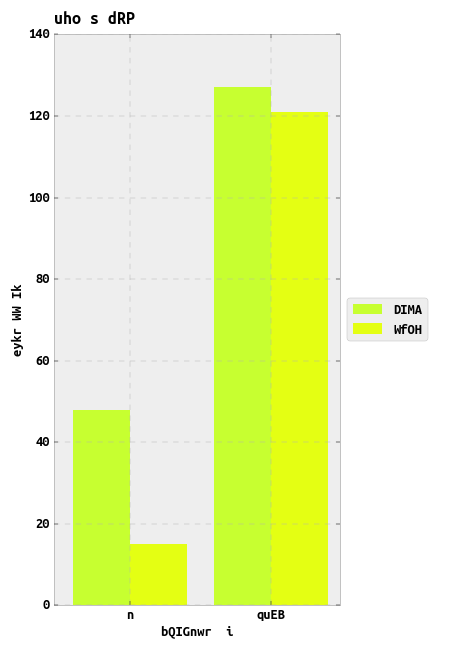 uho s dRP
140
120
100
80
60
40
20
0
eykr WW Ik
n
quEB
bQIGnwr  i
DIMA
WfOH